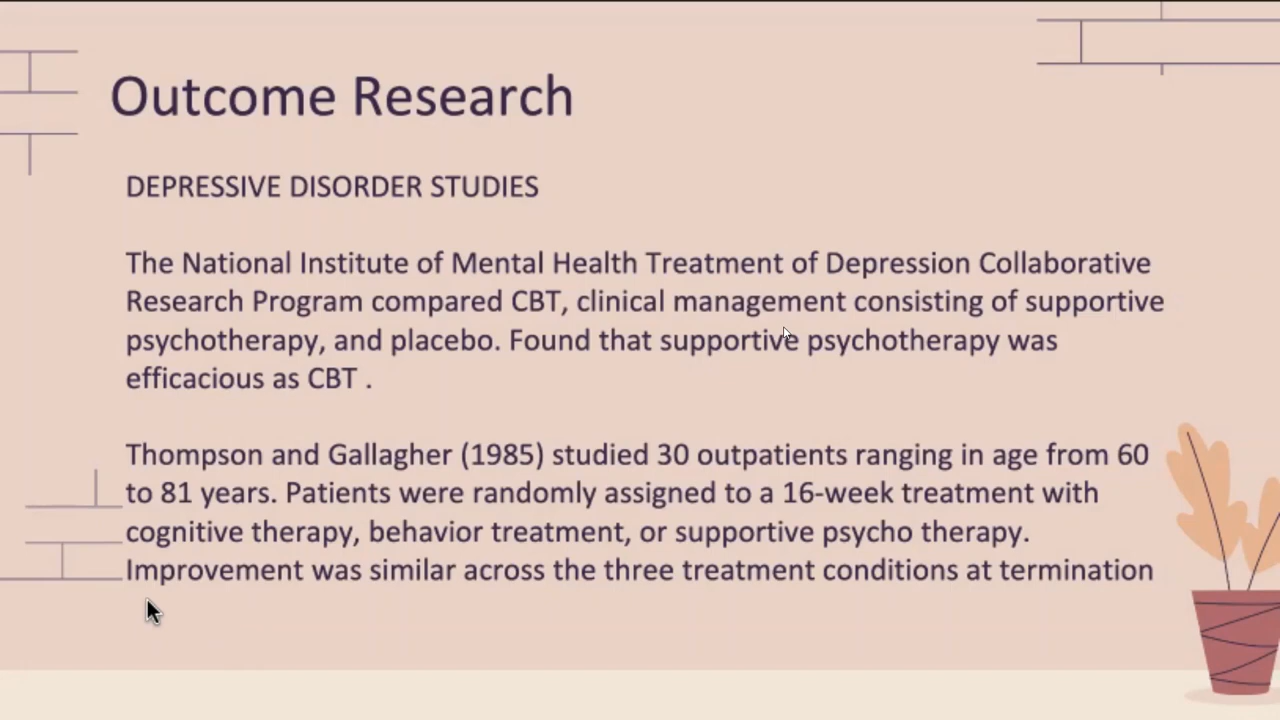 Outcome Research
DEPRESSIVE DISORDER STUDIES
The National Institute of Mental Health Treatment of Depression Collaborative
Research Program compared CBT, clinical management consisting of supportive
psychotherapy, and placebo. Found that supportive psychotherapy was
efficacious as CBT .
Thompson and Gallagher (1985) studied 30 outpatients ranging in age from 60
to 81 years. Patients were randomly assigned to a 16-week treatment with
cognitive therapy, behavior treatment, or supportive psycho therapy.
Improvement was similar across the three treatment conditions at termination